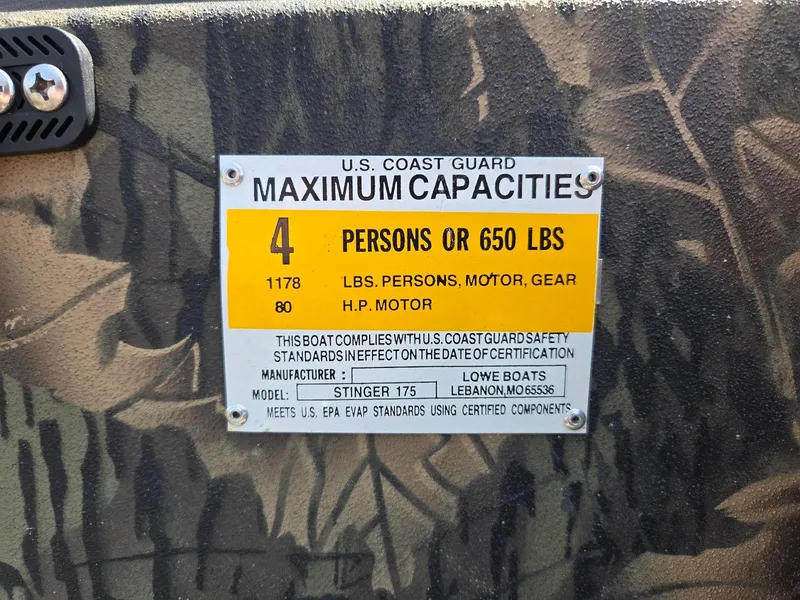 U.S. COAST GUARD
MAXIMUM CAPACITIES
4 PERSONS OR 650 LBS
1178 LBS. PERSONS, MOTOR, GEAR
80 H.P. MOTOR
THIS BOAT COMPLIES WITH U.S. COAST GUARD SAFETY
STANDARDS IN EFFECT ON THE DATE OF CERTIFICATION
MANUFACTURER : LOWE BOATS
MODEL: STINGER 175 LEBANON, MO 65536
MEETS U.S. EPA EVAP STANDARDS USING CERTIFIED COMPONENTS